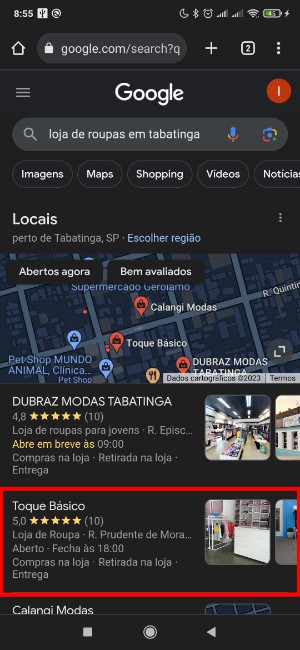 8:55
45
google.com/search?q
2
Google
I
loja de roupas em tabatinga
Imagens
Maps
Shopping
Vídeos
Notícias
Locais
perto de Tabatinga, SP · Escolher região
Abertos agora
Bem avaliados
Supermercado Gerolamo
Calangi Modas
R. Quintin
Toque Básico
Pet Shop MUNDO
ANIMAL, Clínica...
Pet Shop
DUBRAZ MODAS
TABATINGA
Dados cartográficos ©2023
Termos
DUBRAZ MODAS TABATINGA
4,8 ★★★★★ (10)
Loja de roupas para jovens · R. Episc...
Abre em breve às 09:00
Compras na loja · Retirada na loja ·
Entrega
Toque Básico
5,0 ★★★★★ (10)
Loja de Roupa · R. Prudente de Mora...
Aberto · Fecha às 18:00
Compras na loja · Retirada na loja ·
Entrega
Calangi Modas